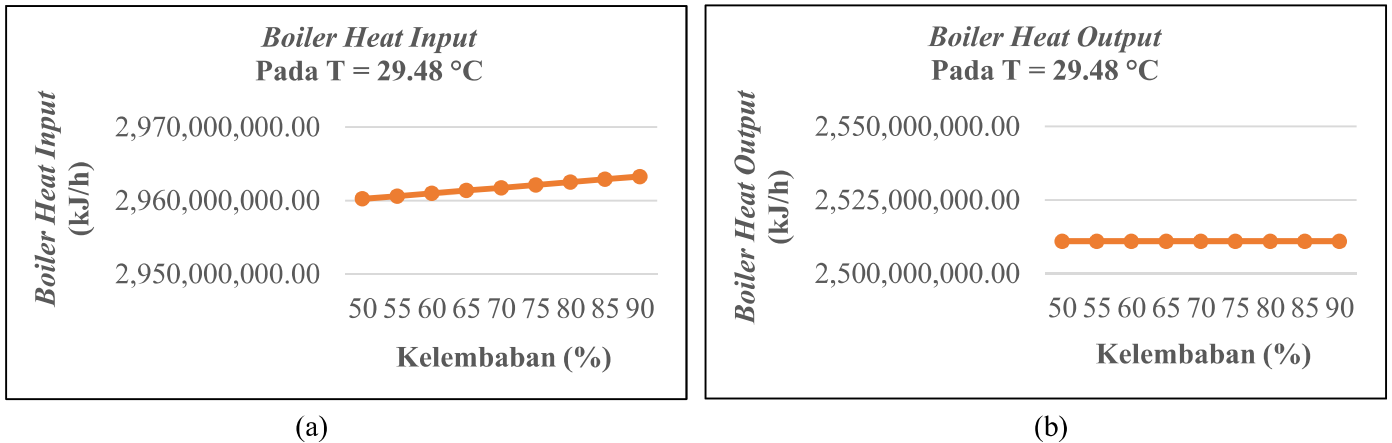 Boiler Heat Input
Pada T = 29.48 °C
Boiler Heat Input
(kJ/h)
2,970,000,000.00
2,960,000,000.00
2,950,000,000.00
50 55 60 65 70 75 80 85 90
Kelembaban (%)
(a)
Boiler Heat Output
Pada T = 29.48 °C
Boiler Heat Output
(kJ/h)
2,550,000,000.00
2,525,000,000.00
2,500,000,000.00
50 55 60 65 70 75 80 85 90
Kelembaban (%)
(b)